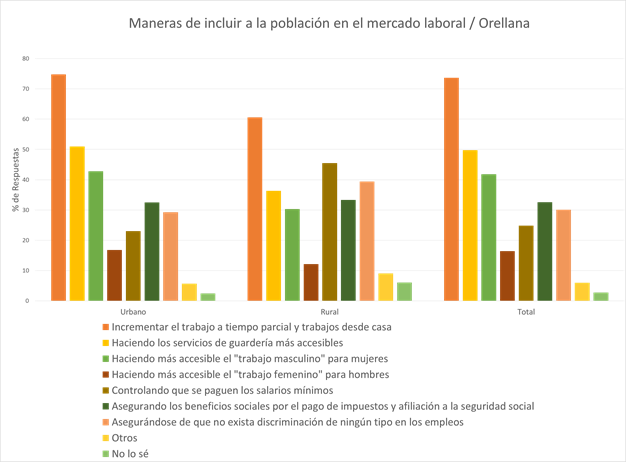 Maneras de incluir a la población en el mercado laboral / Orellana
80
70
60
50
40
30
20
10
0
% de Respuestas
Urbano Rural Total
Incrementar el trabajo a tiempo parcial y trabajos desde casa
Haciendo los servicios de guardería más accesibles
Haciendo más accesible el "trabajo masculino" para mujeres
Haciendo más accesible el "trabajo femenino" para hombres
Controlando que se paguen los salarios mínimos
Asegurando los beneficios sociales por el pago de impuestos y afiliación a la seguridad social
Asegurándose de que no exista discriminación de ningún tipo en los empleos
Otros
No lo sé